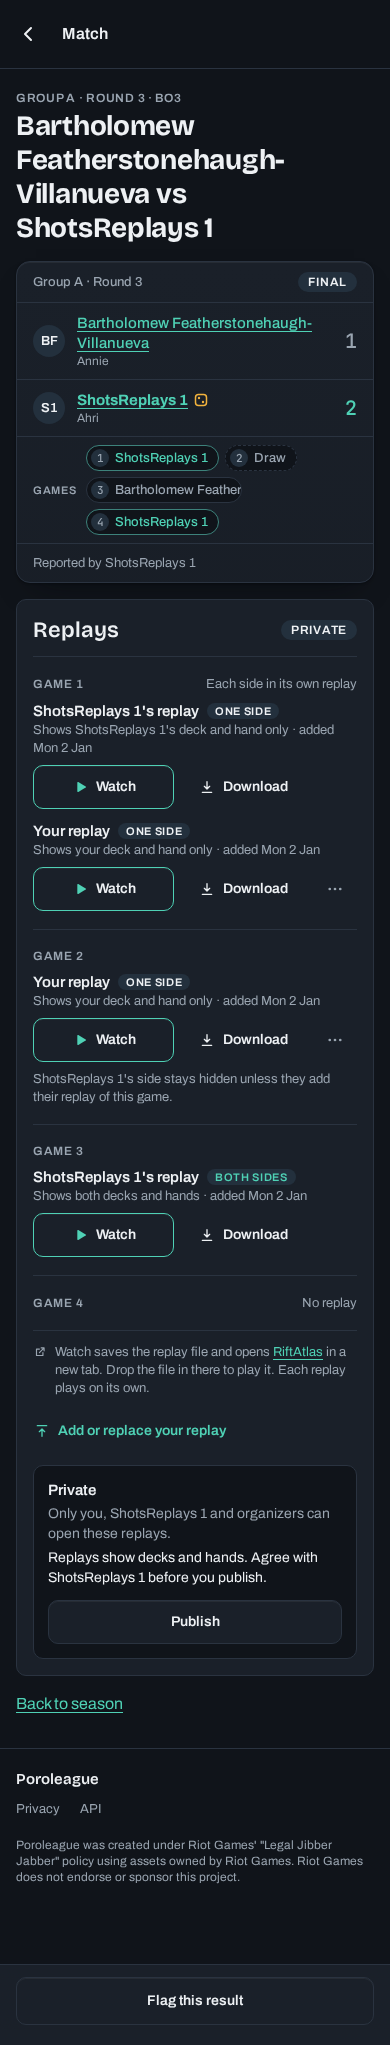 Match
GROUP A · ROUND 3 · BO3
Bartholomew
Featherstonehaugh-
Villanueva vs
ShotsReplays 1
Group A · Round 3
FINAL
BF
Bartholomew Featherstonehaugh-
Villanueva
Annie
1
S1
ShotsReplays 1
Ahri
2
GAMES
1 ShotsReplays 1
2 Draw
3 Bartholomew Feather
4 ShotsReplays 1
Reported by ShotsReplays 1
Replays
PRIVATE
GAME 1
Each side in its own replay
ShotsReplays 1's replay ONE SIDE
Shows ShotsReplays 1's deck and hand only · added
Mon 2 Jan
Watch
Download
Your replay ONE SIDE
Shows your deck and hand only · added Mon 2 Jan
Watch
Download
GAME 2
Your replay ONE SIDE
Shows your deck and hand only · added Mon 2 Jan
Watch
Download
ShotsReplays 1's side stays hidden unless they add
their replay of this game.
GAME 3
ShotsReplays 1's replay BOTH SIDES
Shows both decks and hands · added Mon 2 Jan
Watch
Download
GAME 4
No replay
Watch saves the replay file and opens RiftAtlas in a
new tab. Drop the file in there to play it. Each replay
plays on its own.
Add or replace your replay
Private
Only you, ShotsReplays 1 and organizers can
open these replays.
Replays show decks and hands. Agree with
ShotsReplays 1 before you publish.
Publish
Back to season
Poroleague
Privacy
API
Poroleague was created under Riot Games' "Legal Jibber
Jabber" policy using assets owned by Riot Games. Riot Games
does not endorse or sponsor this project.
Flag this result